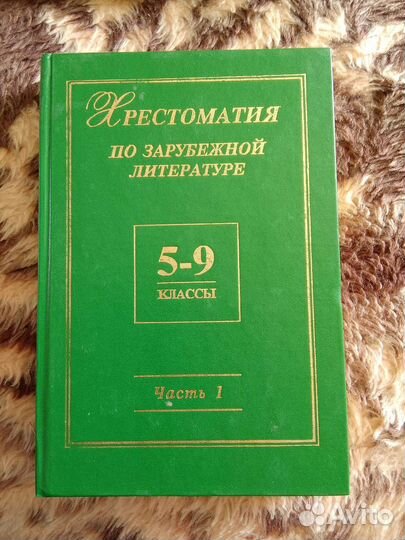 ХРЕСТОМАТИЯ
ПО ЗАРУБЕЖНОЙ
ЛИТЕРАТУРЕ
5-9
КЛАССЫ
Часть 1
Avito